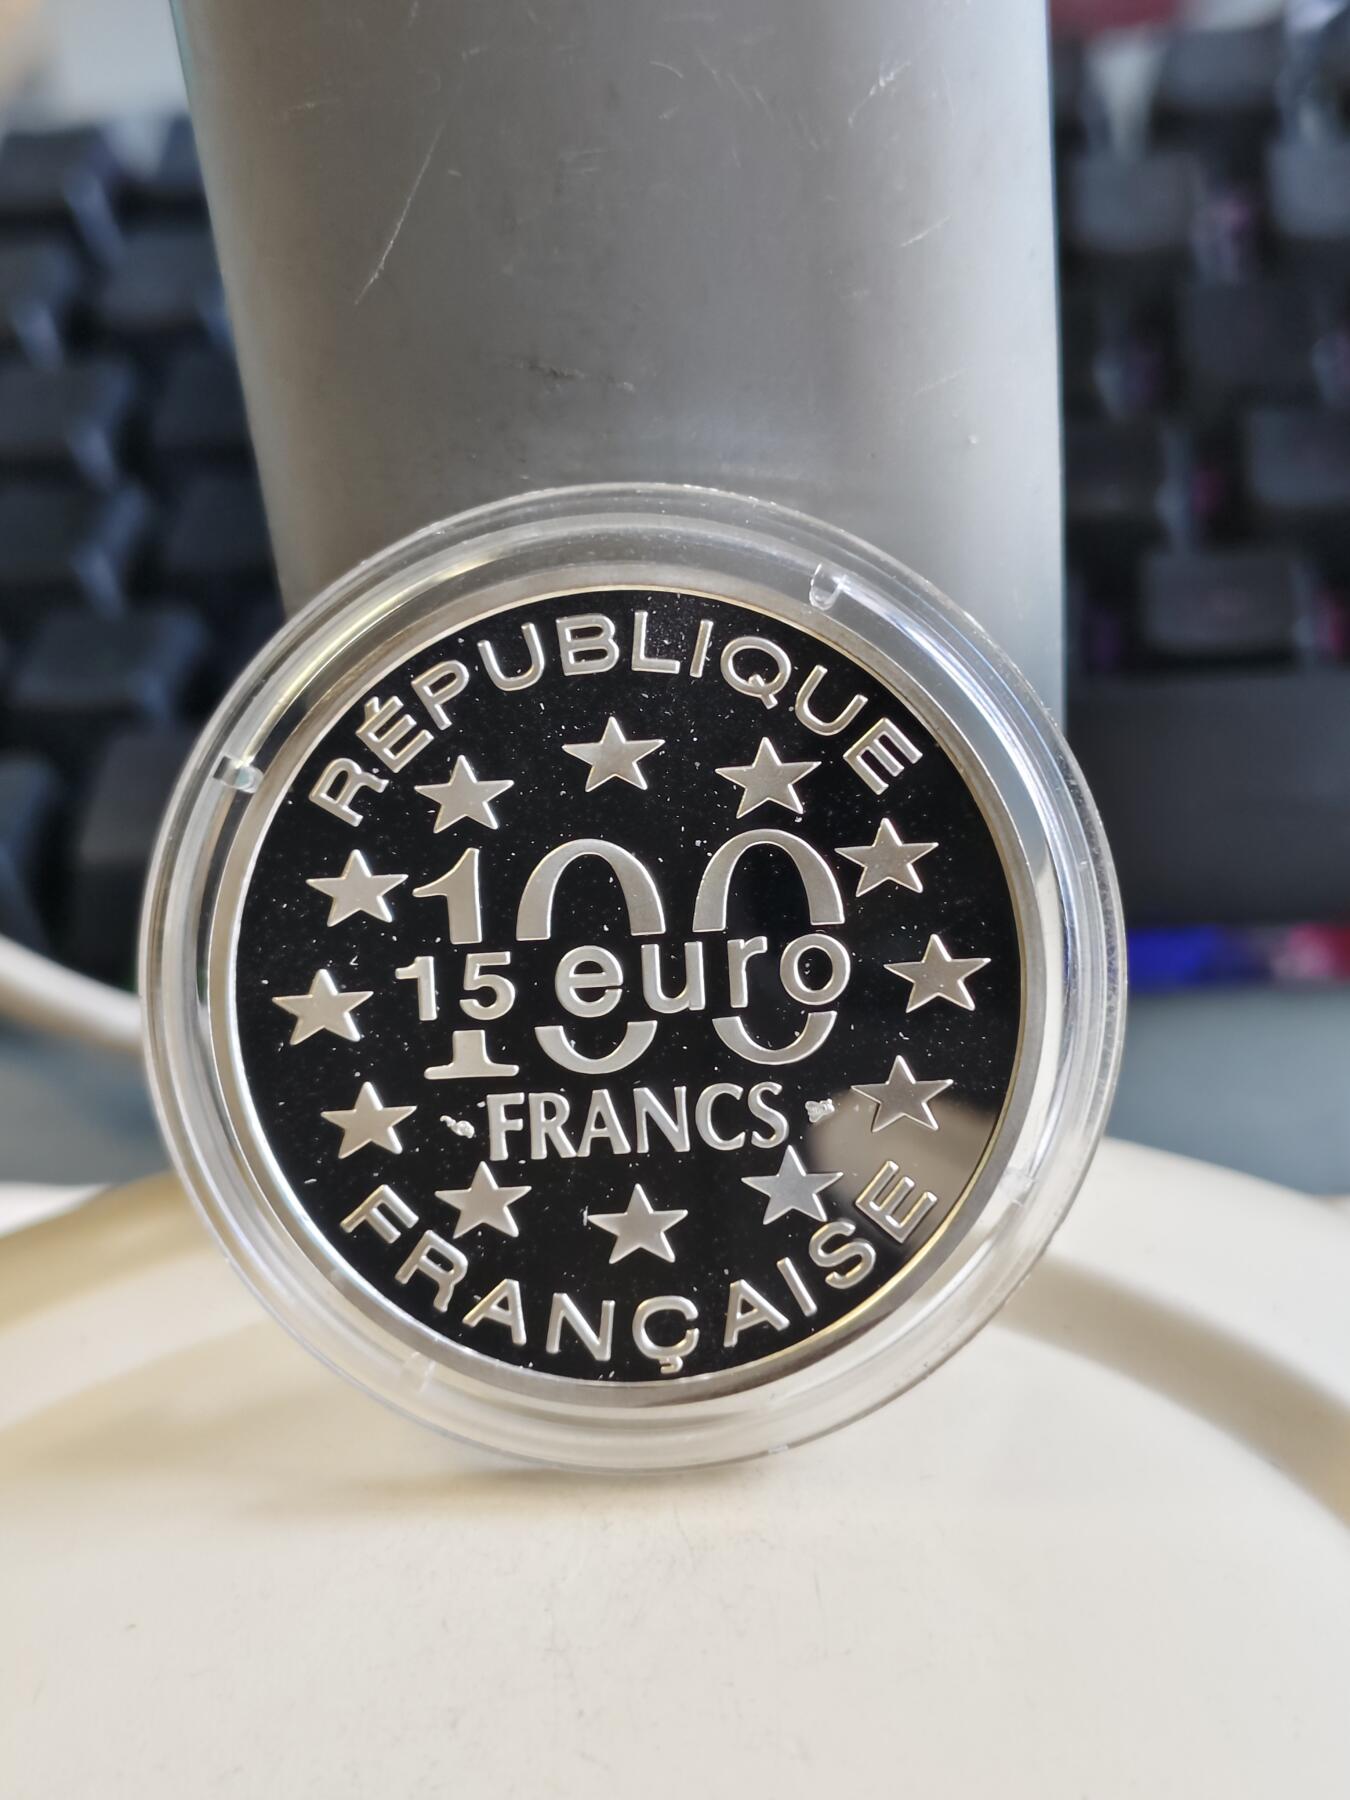 RÉPUBLIQUE
100
15 euro
FRANCS
FRANÇAISE